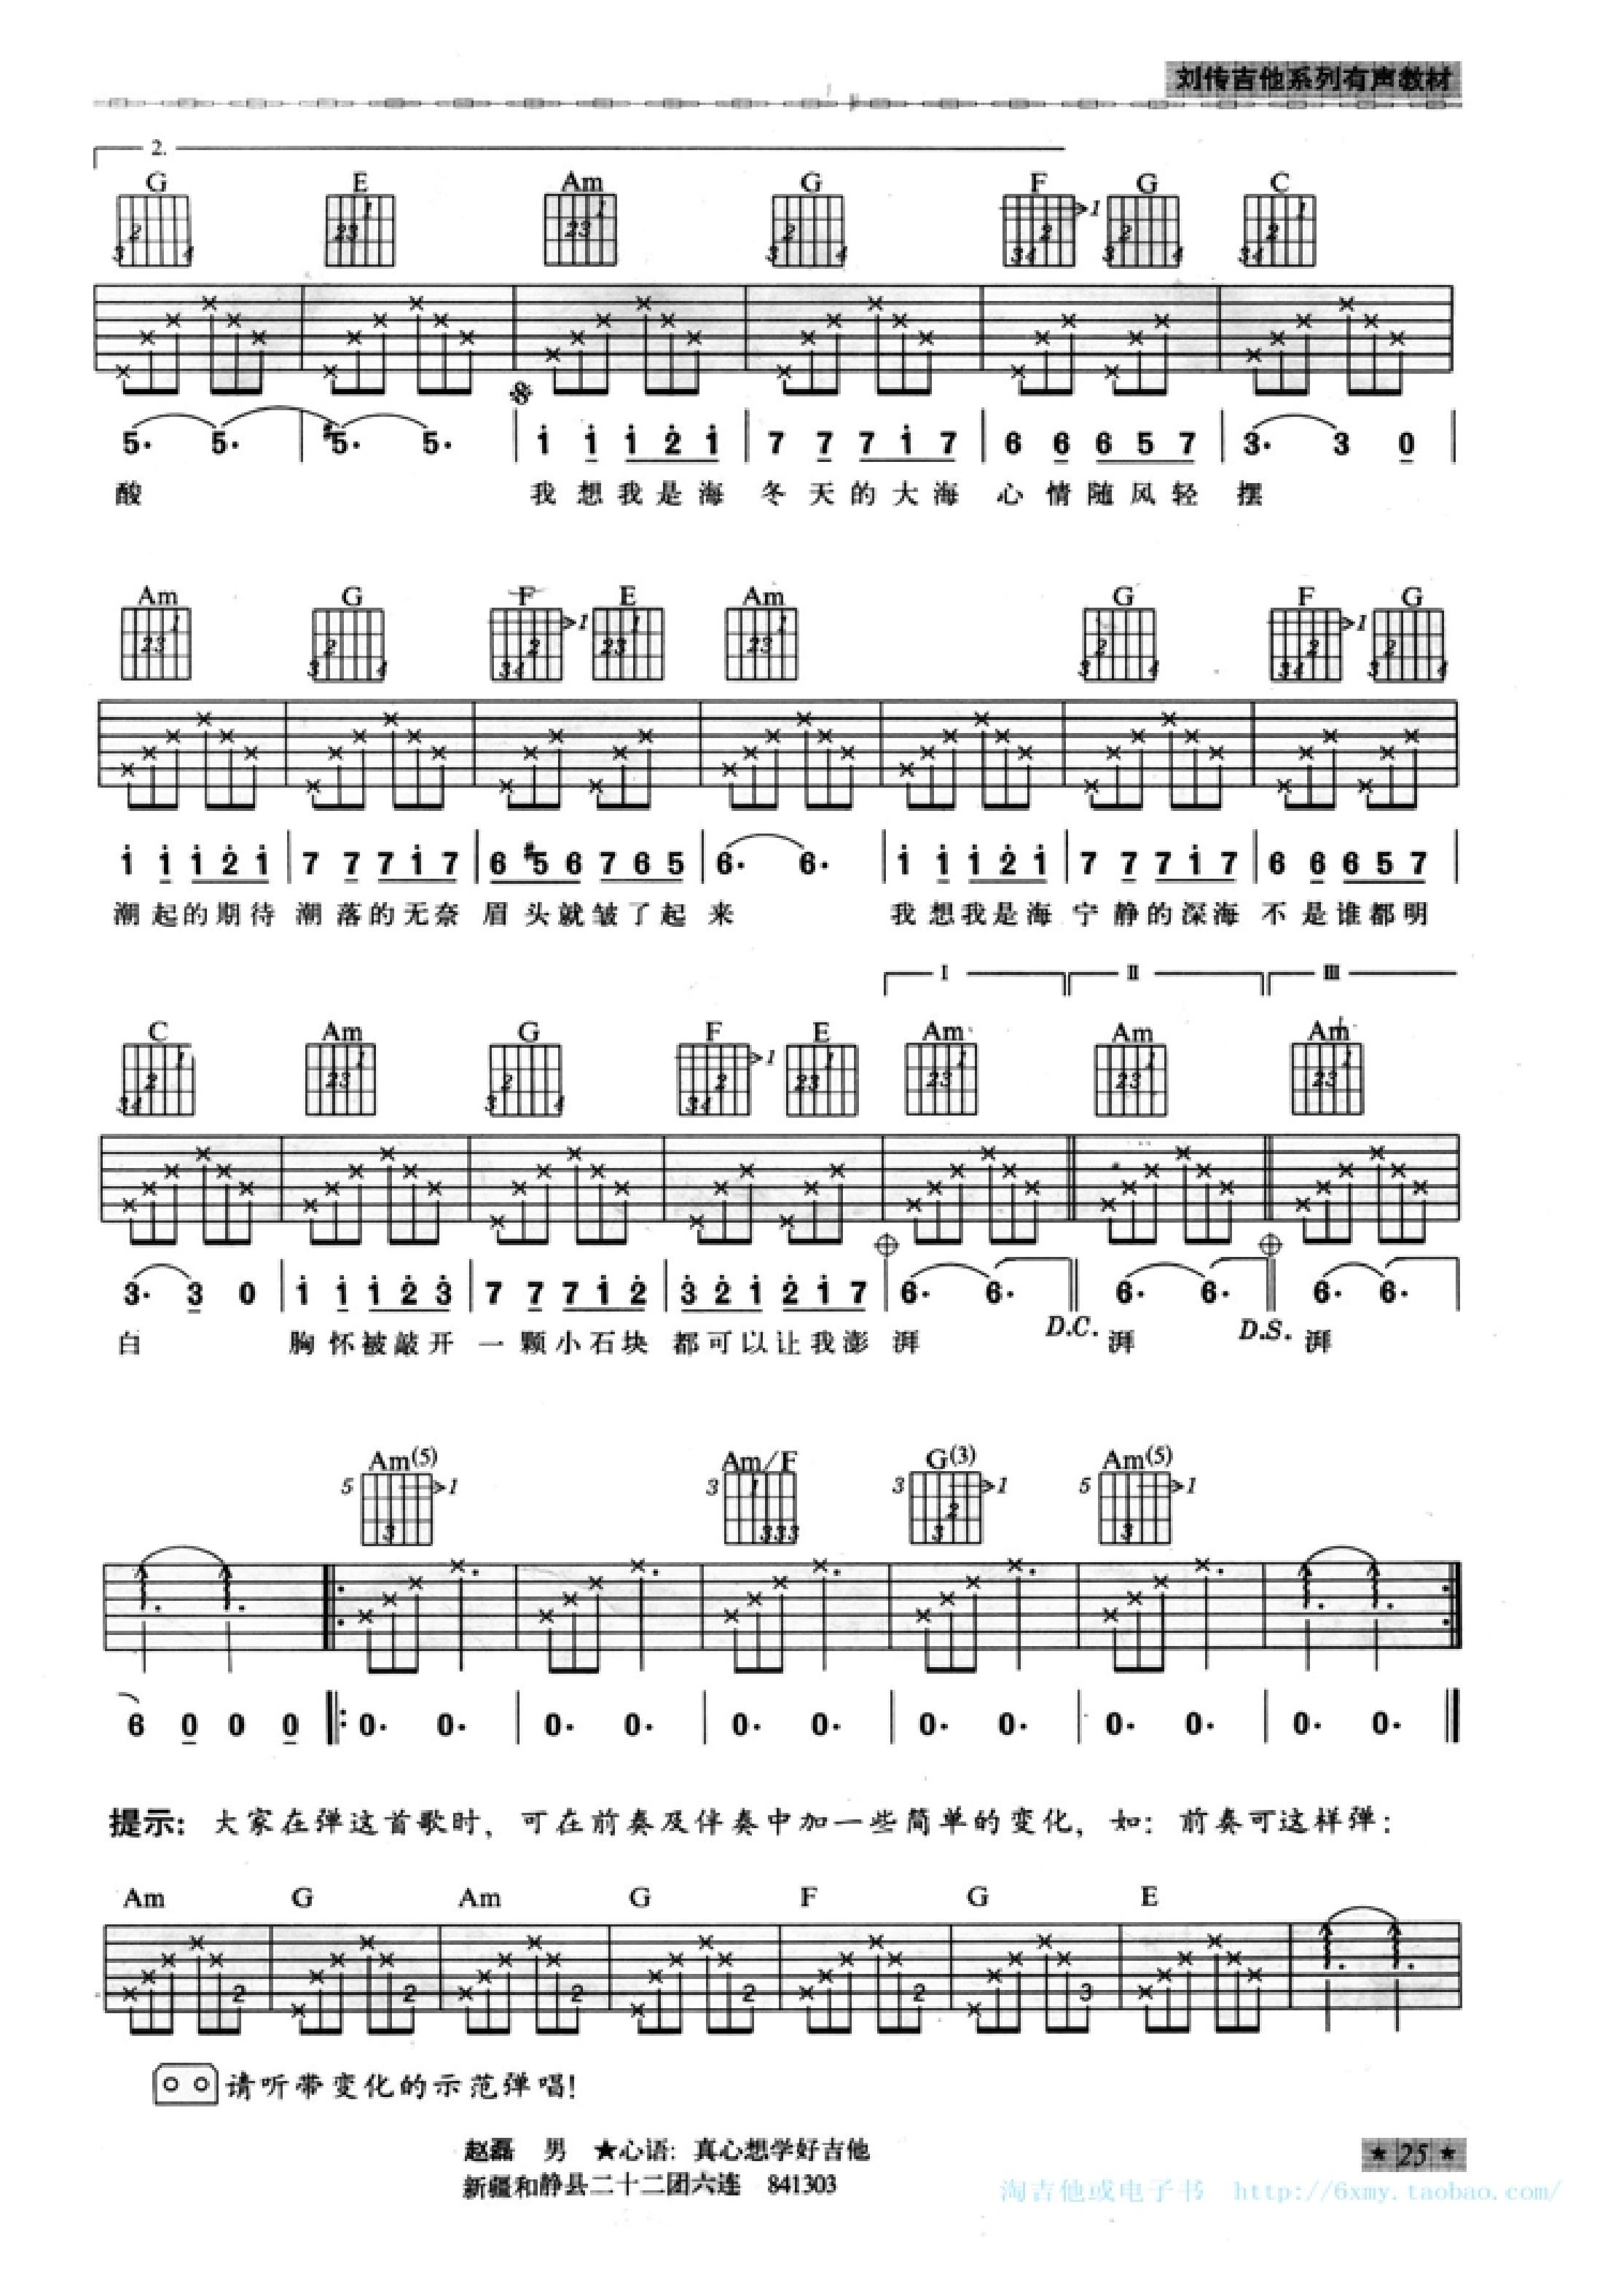 刘传吉他系列有声教材
2.
G E Am G F G C
5· 5· #5· 5· i i i 2̇ i 7 7 7 i 7 6 6 6 5 7 3· 3 0
酸 我想我是海 冬天的大海 心情随风轻 摆
Am G F E Am G F G
i i i 2̇ i 7 7 7 i 7 6 #5 6 7 6 5 6· 6· i i i 2̇ i 7 7 7 i 7 6 6 6 5 7
潮起的期待 潮落的无奈 眉头就皱了起 来 我想我是海 宁静的深海 不是谁都明
I II III
C Am G F E Am Am Am
3· 3 0 i i i 2̇ 3̇ 7 7 7 i 2̇ 3̇ 2̇ i 2̇ i 7 6· 6· 6· 6· 6· 6·
白 胸怀被敲开 一颗小石块 都可以让我澎 湃 D.C. 湃 D.S. 湃
Am(5) Am/F G(3) Am(5)
6 0 0 0 0· 0· 0· 0· 0· 0· 0· 0· 0· 0· 0· 0·
提示: 大家在弹这首歌时, 可在前奏及伴奏中加一些简单的变化, 如: 前奏可这样弹:
Am G Am G F G E
2 2 2 2 2 3
请听带变化的示范弹唱!
赵磊 男 ★心语: 真心想学好吉他
新疆和静县二十二团六连 841303
★ 25 ★
淘吉他或电子书 http://6xmy.taobao.com/